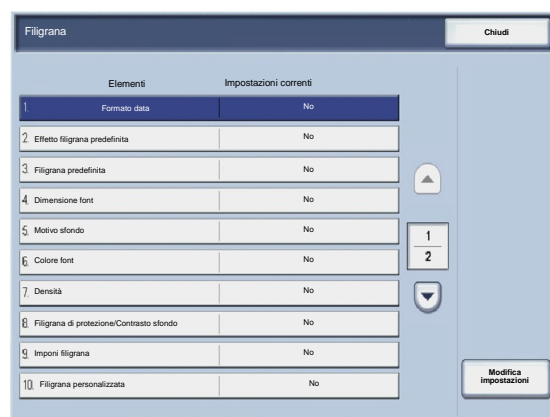 Filigrana
Chiudi
Elementi
Impostazioni correnti
1. Formato data No
2. Effetto filigrana predefinita No
3. Filigrana predefinita No
4. Dimensione font No
5. Motivo sfondo No
6. Colore font No
7. Densità No
8. Filigrana di protezione/Contrasto sfondo No
9. Imponi filigrana No
10. Filigrana personalizzata No
1
2
Modifica
impostazioni